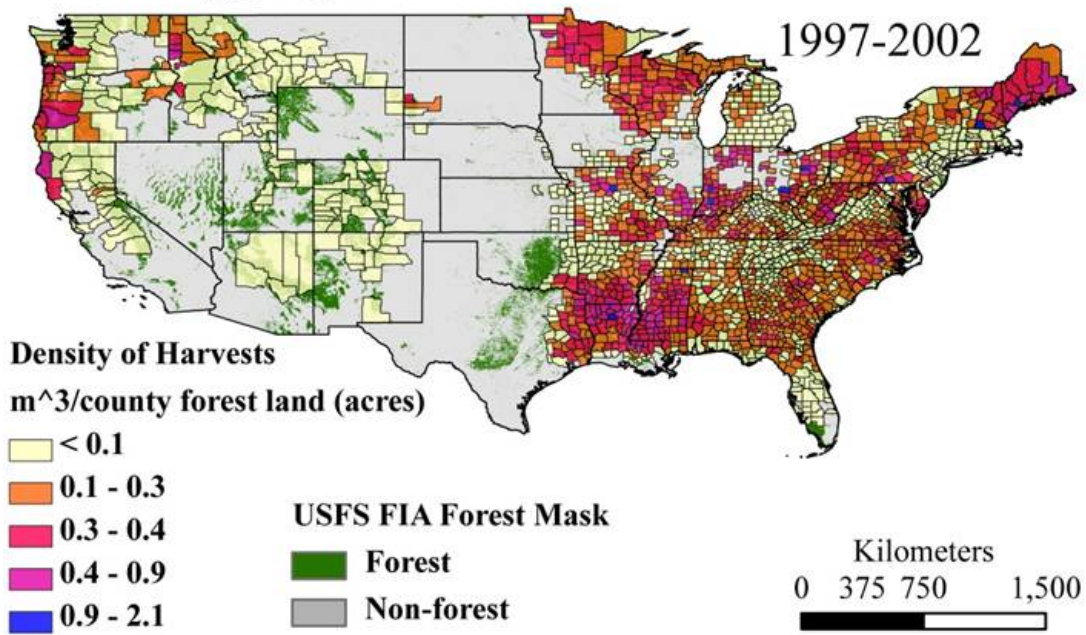 1997-2002
Density of Harvests
m^3/county forest land (acres)
< 0.1
0.1 - 0.3
0.3 - 0.4
0.4 - 0.9
0.9 - 2.1
USFS FIA Forest Mask
Forest
Non-forest
Kilometers
0 375 750 1,500